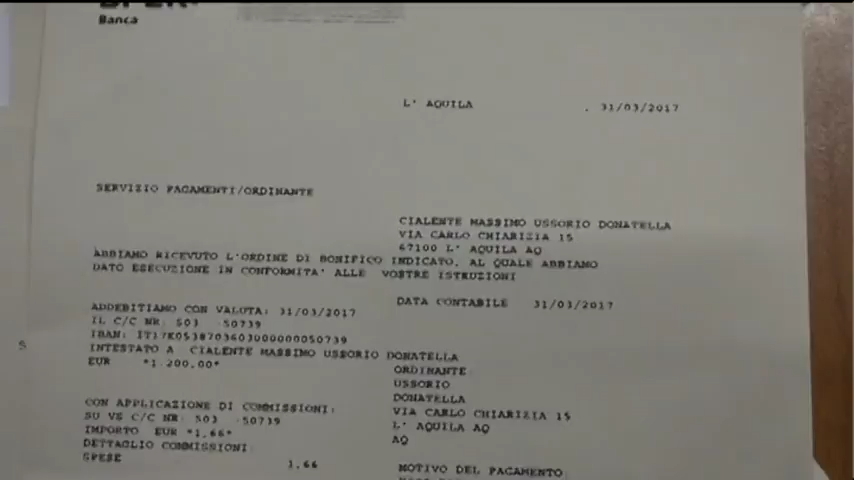 BPER:
Banca
L' AQUILA . 31/03/2017
SERVIZIO PAGAMENTI/ORDINANTE
CIALENTE MASSIMO USSORIO DONATELLA
VIA CARLO CHIARIZIA 15
67100 L' AQUILA AQ
ABBIAMO RICEVUTO L'ORDINE DI BONIFICO INDICATO, AL QUALE ABBIAMO
DATO ESECUZIONE IN CONFORMITA' ALLE VOSTRE ISTRUZIONI
DATA CONTABILE 31/03/2017
ADDEBITIAMO CON VALUTA: 31/03/2017
IL C/C NR. 503 50739
IBAN: IT17K0538703603000000050739
INTESTATO A CIALENTE MASSIMO USSORIO DONATELLA
EUR *1.200,00*
ORDINANTE
USSORIO
DONATELLA
VIA CARLO CHIARIZIA 15
L' AQUILA AQ
AQ
CON APPLICAZIONE DI COMMISSIONI:
SU VS C/C NR. 503 50739
IMPORTO EUR *1,66*
DETTAGLIO COMMISSIONI
SPESE 1,66
MOTIVO DEL PAGAMENTO
S